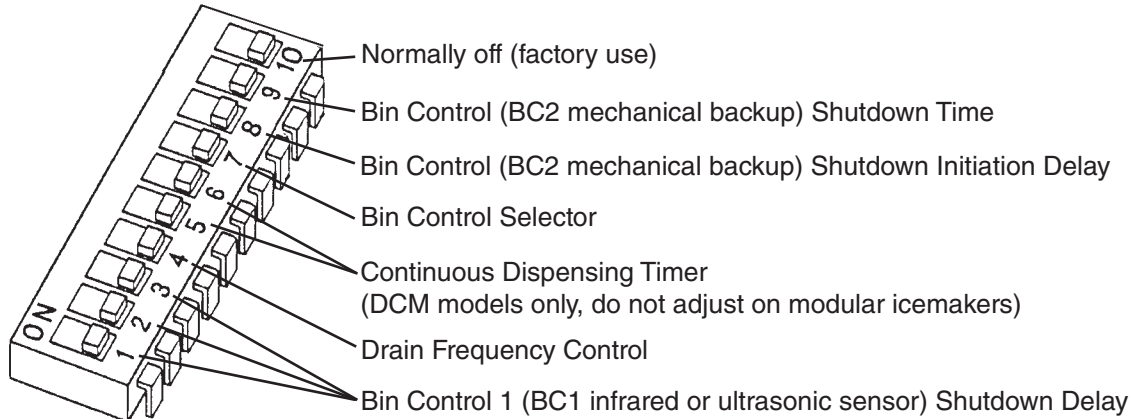 10
Normally off (factory use)
9
Bin Control (BC2 mechanical backup) Shutdown Time
8
Bin Control (BC2 mechanical backup) Shutdown Initiation Delay
7
Bin Control Selector
6
5
Continuous Dispensing Timer
(DCM models only, do not adjust on modular icemakers)
4
Drain Frequency Control
3
2
1
Bin Control 1 (BC1 infrared or ultrasonic sensor) Shutdown Delay
ON